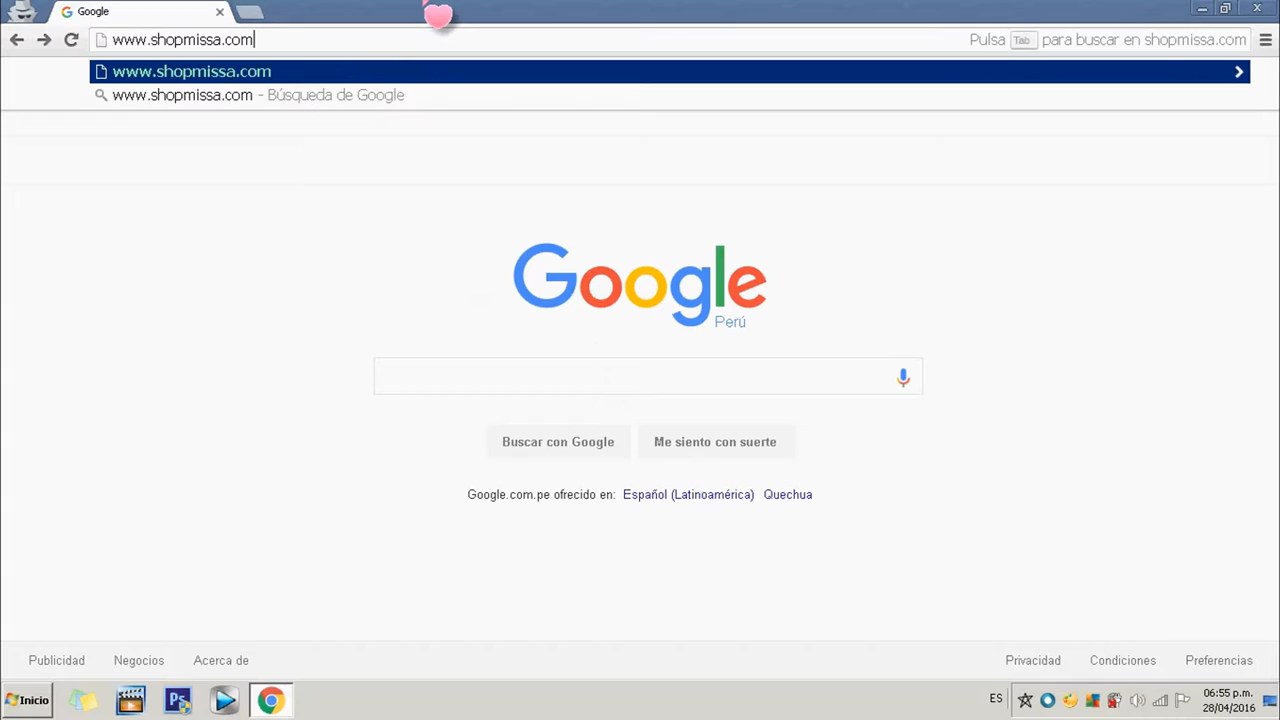 Google
www.shopmissa.com
Pulsa Tab para buscar en shopmissa.com
www.shopmissa.com
www.shopmissa.com - Búsqueda de Google
Google
Perú
Buscar con Google
Me siento con suerte
Google.com.pe ofrecido en: Español (Latinoamérica) Quechua
Publicidad
Negocios
Acerca de
Privacidad
Condiciones
Preferencias
Inicio
Ps
ES
06:55 p.m.
28/04/2016